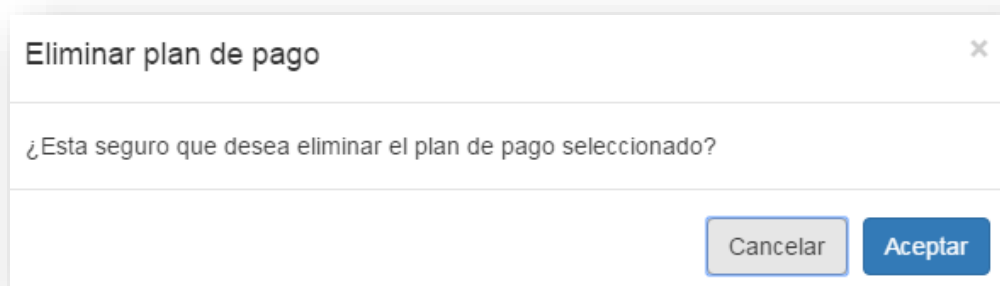 Eliminar plan de pago
×
¿Esta seguro que desea eliminar el plan de pago seleccionado?
Cancelar Aceptar